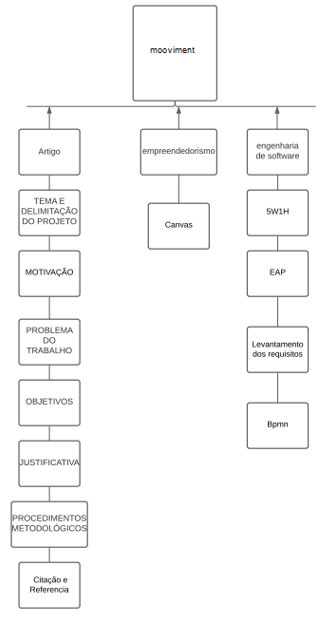 mooviment
Artigo
TEMA E
DELIMITAÇÃO
DO PROJETO
MOTIVAÇÃO
PROBLEMA
DO
TRABALHO
OBJETIVOS
JUSTIFICATIVA
PROCEDIMENTOS
METODOLÓGICOS
Citação e
Referencia
empreendedorismo
Canvas
engenharia
de software
5W1H
EAP
Levantamento
dos requisitos
Bpmn